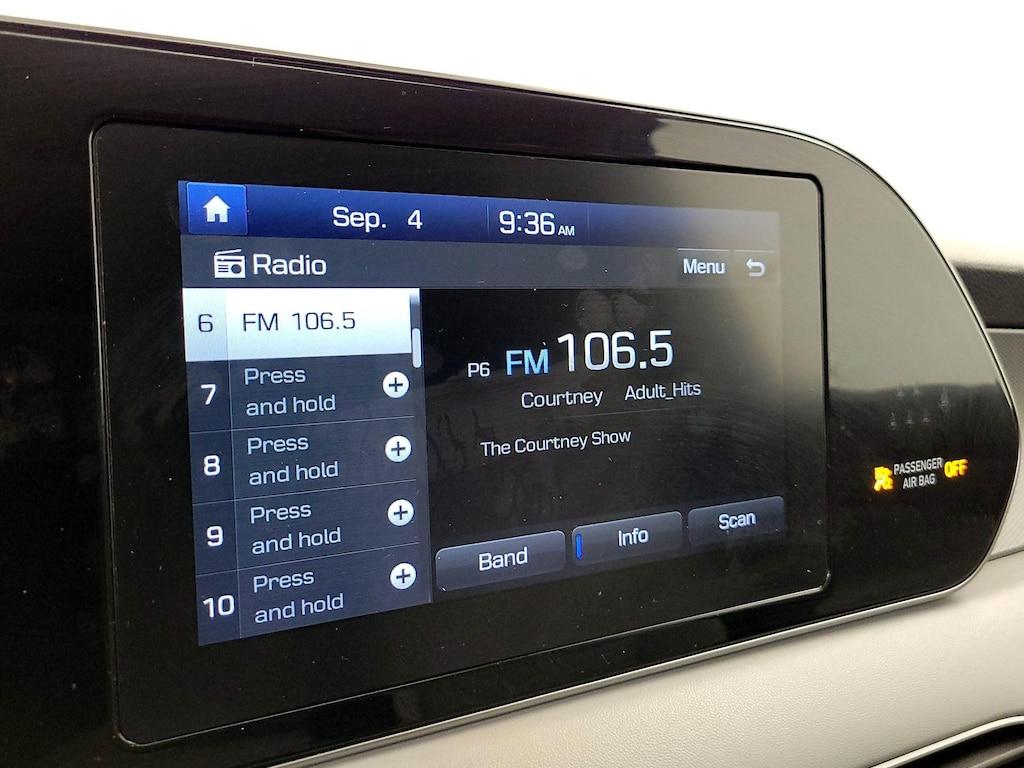 Sep. 4 9:36 AM
Radio
Menu
6 FM 106.5
7 Press
and hold
8 Press
and hold
9 Press
and hold
10 Press
and hold
P6 FM 106.5
Courtney Adult_Hits
The Courtney Show
Band Info Scan
PASSENGER
AIR BAG
OFF